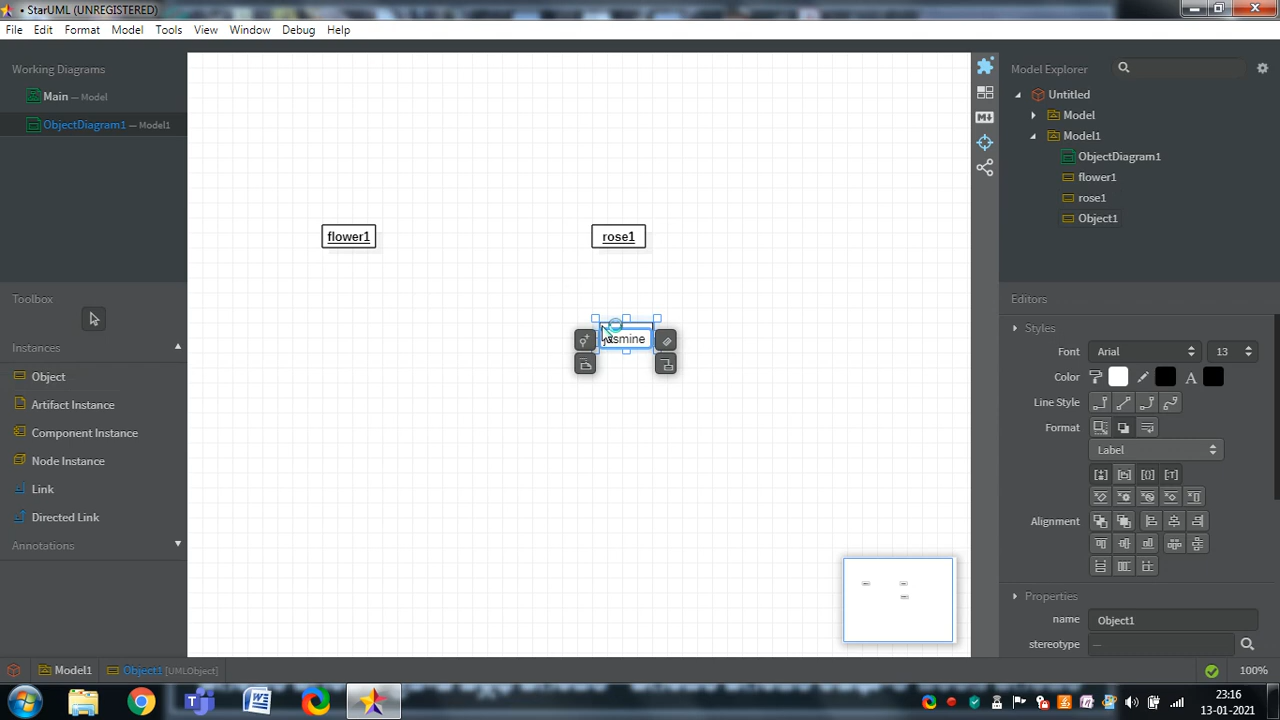 • StarUML (UNREGISTERED)
File Edit Format Model Tools View Window Debug Help
Working Diagrams
Main — Model
ObjectDiagram1 — Model1
Toolbox
Instances
Object
Artifact Instance
Component Instance
Node Instance
Link
Directed Link
Annotations
flower1
rose1
jasmine
Model Explorer
Untitled
Model
Model1
ObjectDiagram1
flower1
rose1
Object1
Editors
Styles
Font Arial 13
Color
Line Style
Format
Label
Alignment
Properties
name Object1
stereotype —
Model1 Object1 [UMLObject]
100%
23:16
13-01-2021